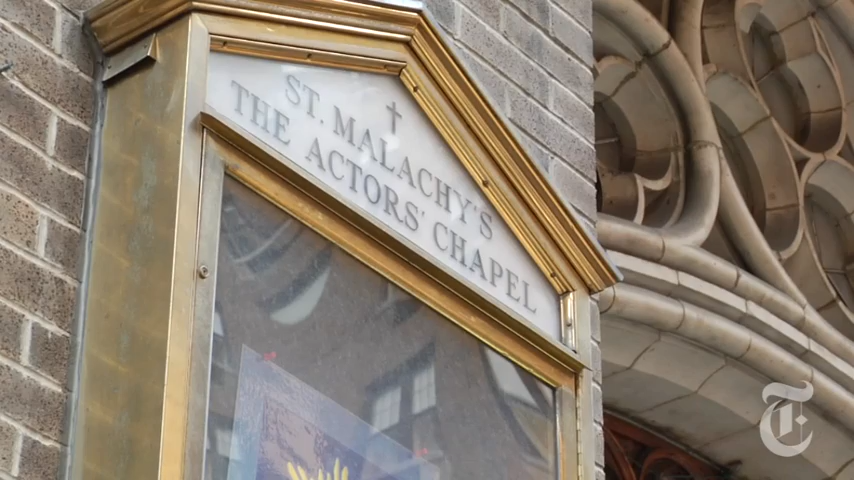 ST. MALACHY'S
THE ACTORS' CHAPEL
T